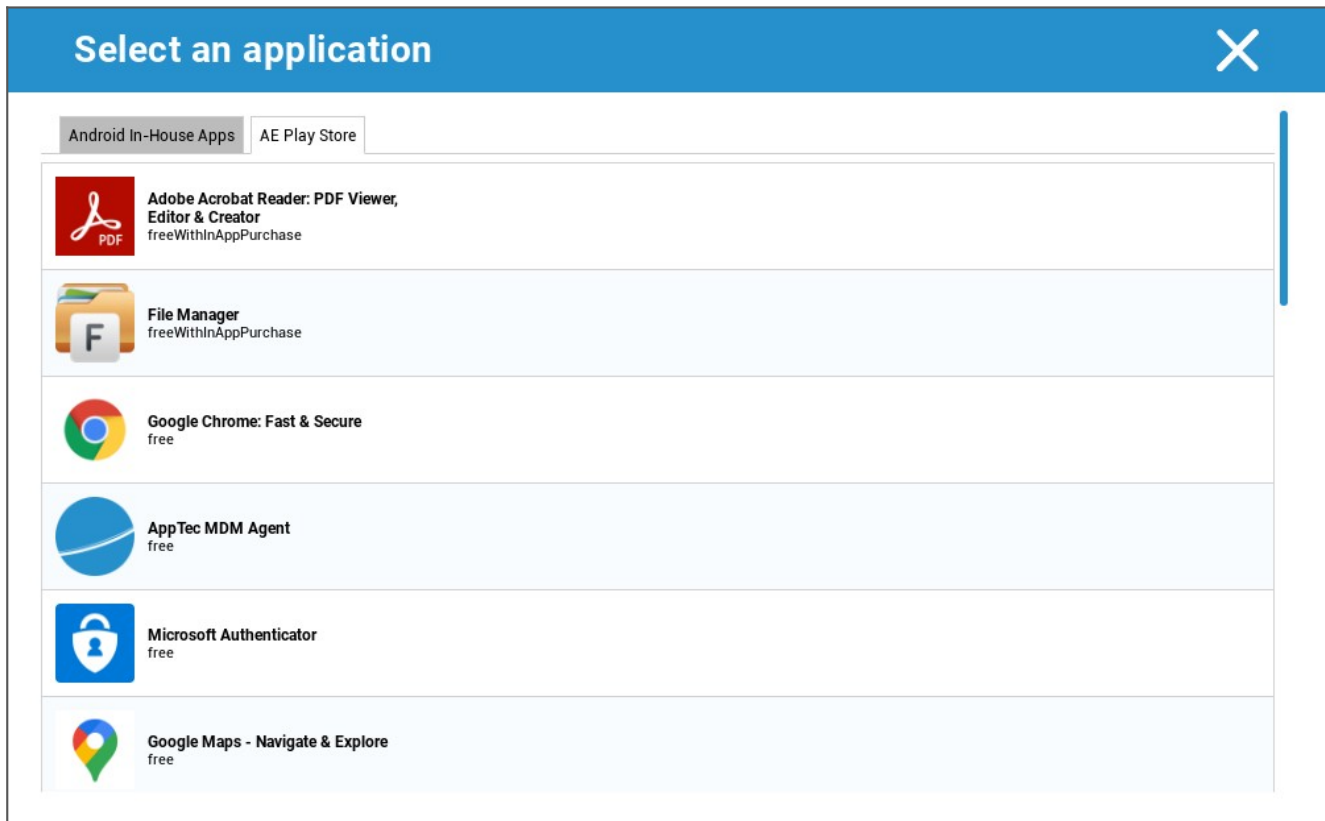 Select an application
Android In-House Apps
AE Play Store
Adobe Acrobat Reader: PDF Viewer,
Editor & Creator
freeWithInAppPurchase
PDF
File Manager
freeWithInAppPurchase
F
Google Chrome: Fast & Secure
free
AppTec MDM Agent
free
Microsoft Authenticator
free
Google Maps - Navigate & Explore
free